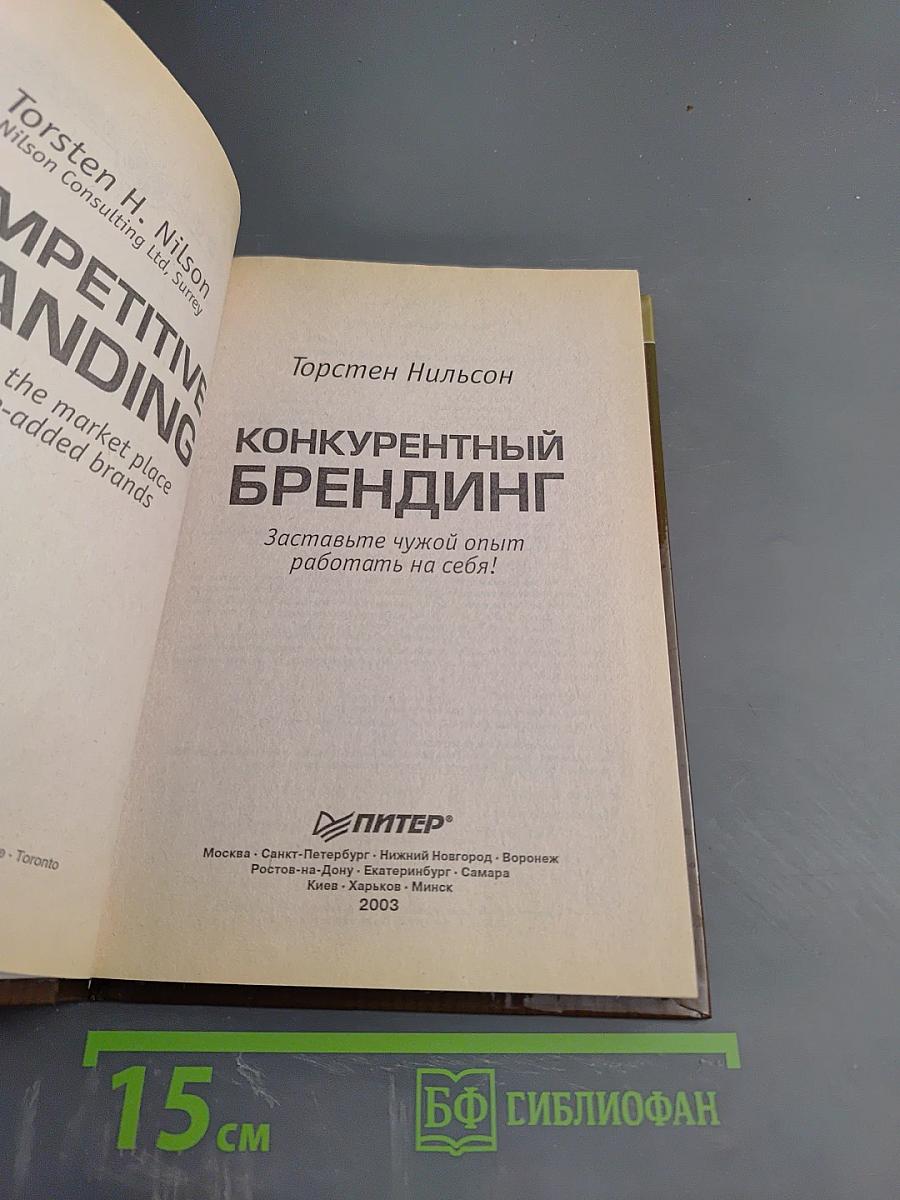 Torsten H. Nilson
Nilson Consulting Ltd, Surrey
MPETITIVE
ANDING
the market place
-added brands
· Toronto
Торстен Нильсон
КОНКУРЕНТНЫЙ
БРЕНДИНГ
Заставьте чужой опыт
работать на себя!
ПИТЕР®
Москва · Санкт-Петербург · Нижний Новгород · Воронеж
Ростов-на-Дону · Екатеринбург · Самара
Киев · Харьков · Минск
2003
15 см
БФ БИБЛИОФАН